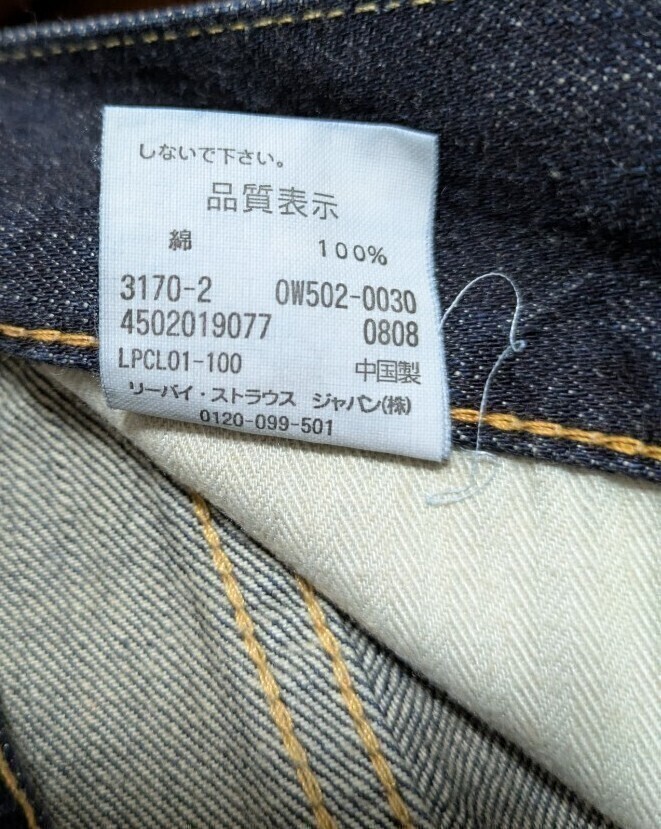 しないで下さい。
品質表示
綿 100%
3170-2 0W502-0030
4502019077 0808
LPCL01-100 中国製
リーバイ・ストラウス ジャパン(株)
0120-099-501